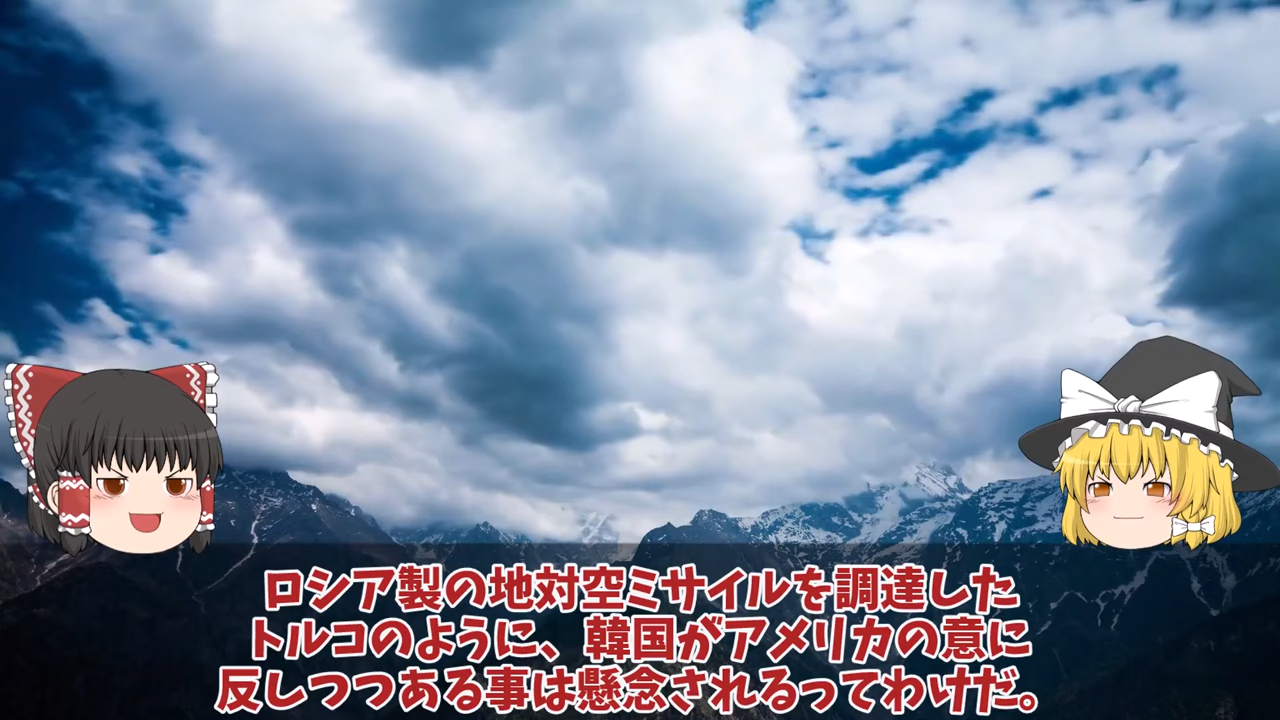 ロシア製の地対空ミサイルを調達した
トルコのように、韓国がアメリカの意に
反しつつある事は懸念されるってわけだ。